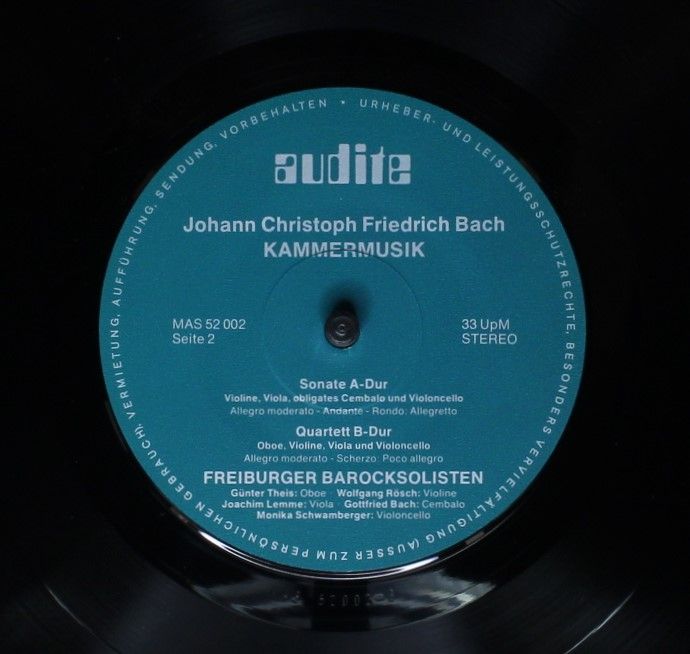 URHEBER- UND LEISTUNGSSCHUTZRECHTE, BESONDERS VERVIELFÄLTIGUNG (AUSSER ZUM PERSÖNLICHEN GEBRAUCH), VERMIETUNG, AUFFÜHRUNG, SENDUNG, VORBEHALTEN •
audite
Johann Christoph Friedrich Bach
KAMMERMUSIK
MAS 52 002 33 UpM
Seite 2 STEREO
Sonate A-Dur
Violine, Viola, obligates Cembalo und Violoncello
Allegro moderato - Andante - Rondo: Allegretto
Quartett B-Dur
Oboe, Violine, Viola und Violoncello
Allegro moderato - Scherzo: Poco allegro
FREIBURGER BAROCKSOLISTEN
Günter Theis: Oboe · Wolfgang Rösch: Violine
Joachim Lemme: Viola · Gottfried Bach: Cembalo
Monika Schwamberger: Violoncello